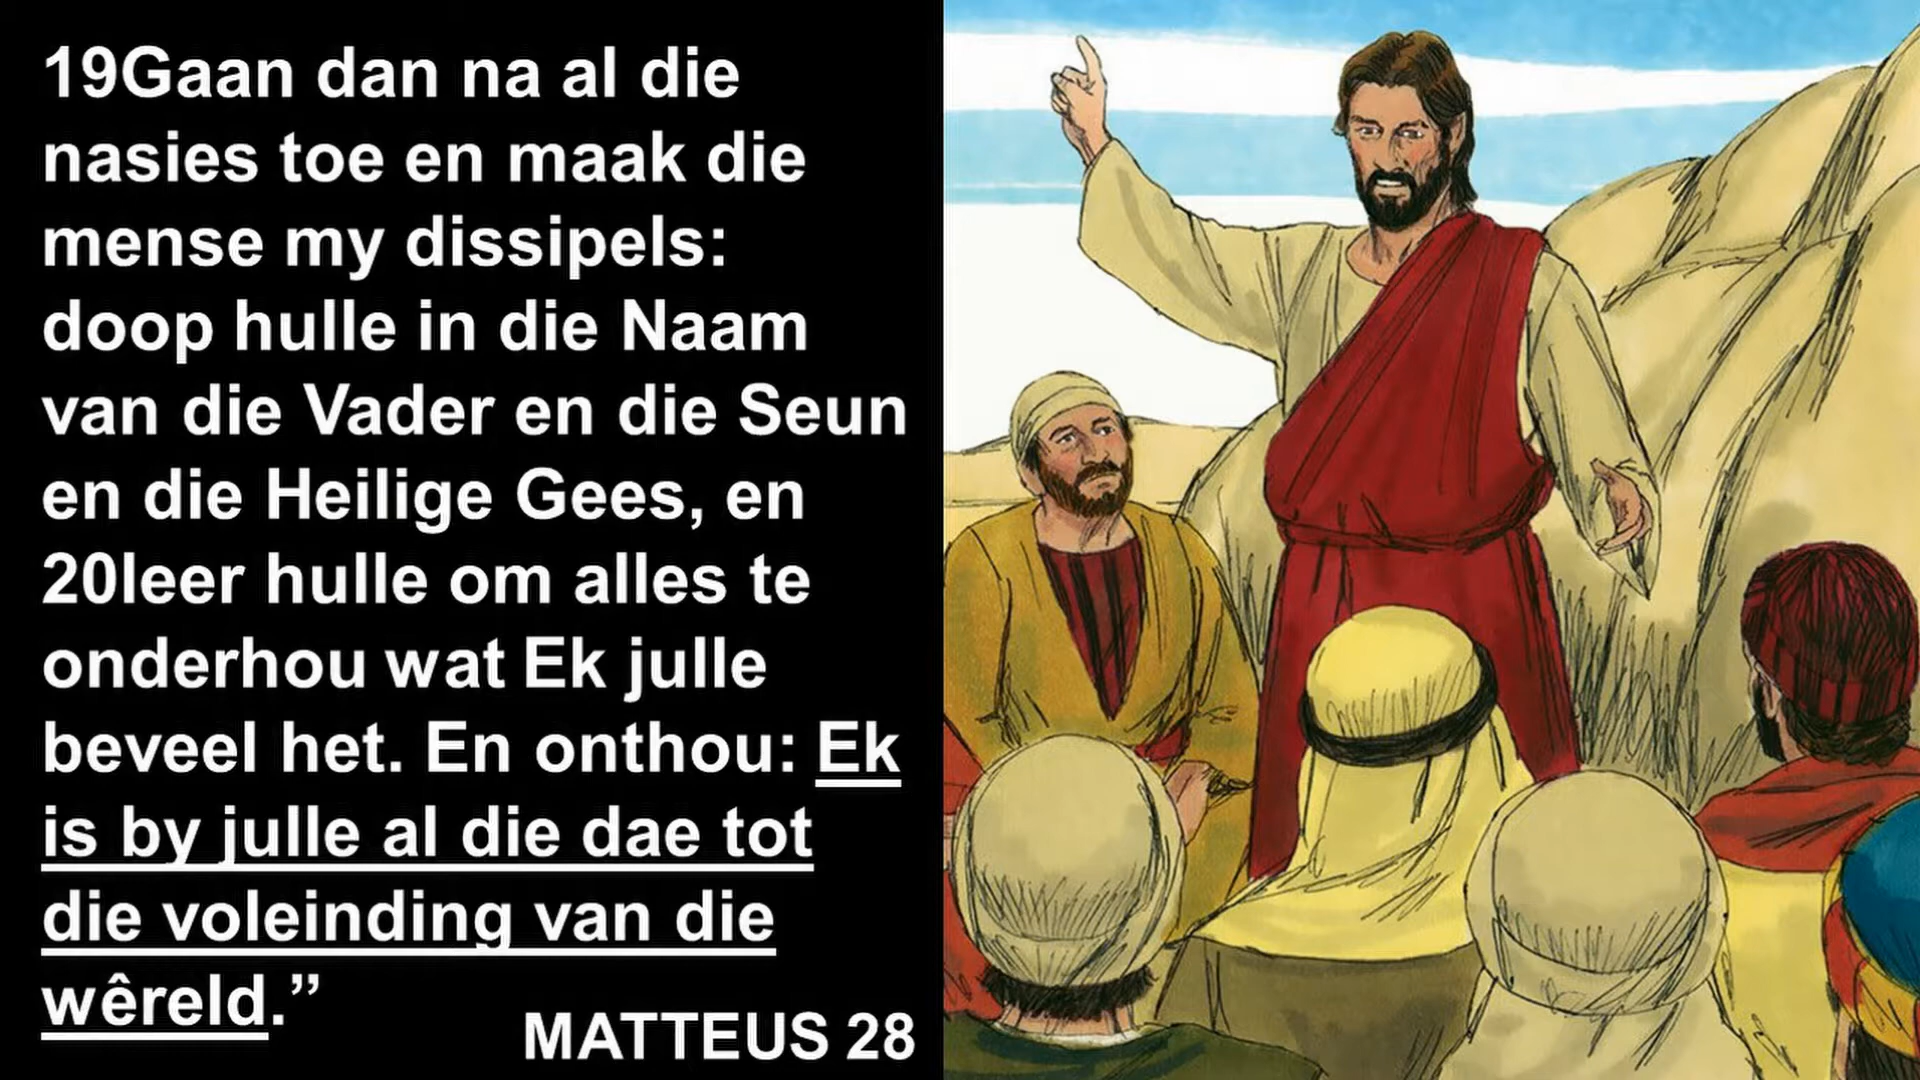 19Gaan dan na al die
nasies toe en maak die
mense my dissipels:
doop hulle in die Naam
van die Vader en die Seun
en die Heilige Gees, en
20leer hulle om alles te
onderhou wat Ek julle
beveel het. En onthou: Ek
is by julle al die dae tot
die voleinding van die
wêreld.”
MATTEUS 28